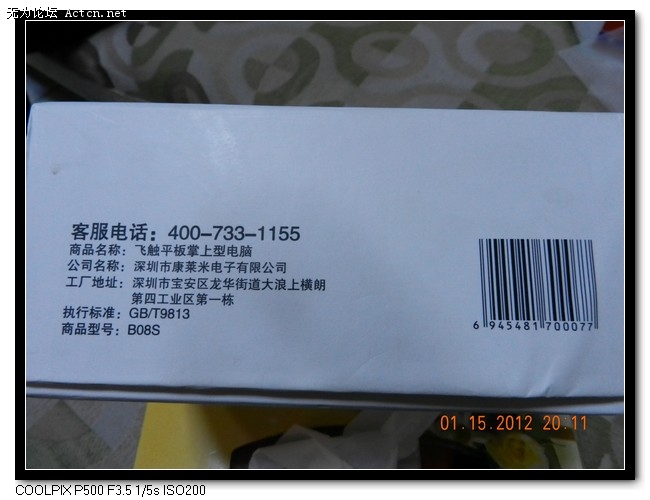 无为论坛 Actcn.net
客服电话：400-733-1155
商品名称：飞触平板掌上型电脑
公司名称：深圳市康莱米电子有限公司
工厂地址：深圳市宝安区龙华街道大浪上横朗
第四工业区第一栋
执行标准：GB/T9813
商品型号：B08S
6 945481 700077
01.15.2012 20:11
COOLPIX P500 F3.5 1/5s ISO200